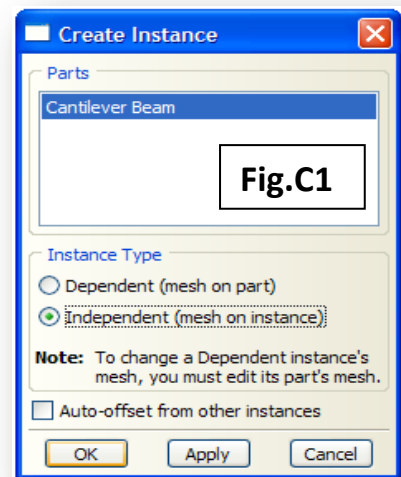 Create Instance
Parts
Cantilever Beam
Fig.C1
Instance Type
Dependent (mesh on part)
Independent (mesh on instance)
Note: To change a Dependent instance's
mesh, you must edit its part's mesh.
Auto-offset from other instances
OK Apply Cancel